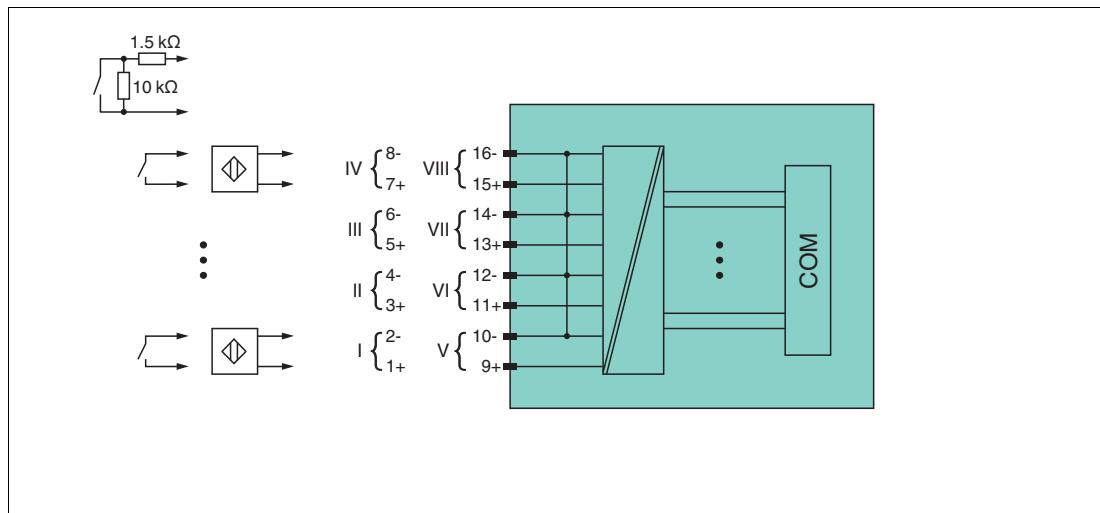 1.5 kΩ
10 kΩ
IV 8- VIII 16-
7+ 15+
III 6- VII 14-
5+ 13+
II 4- VI 12-
3+ 11+
I 2- V 10-
1+ 9+
COM